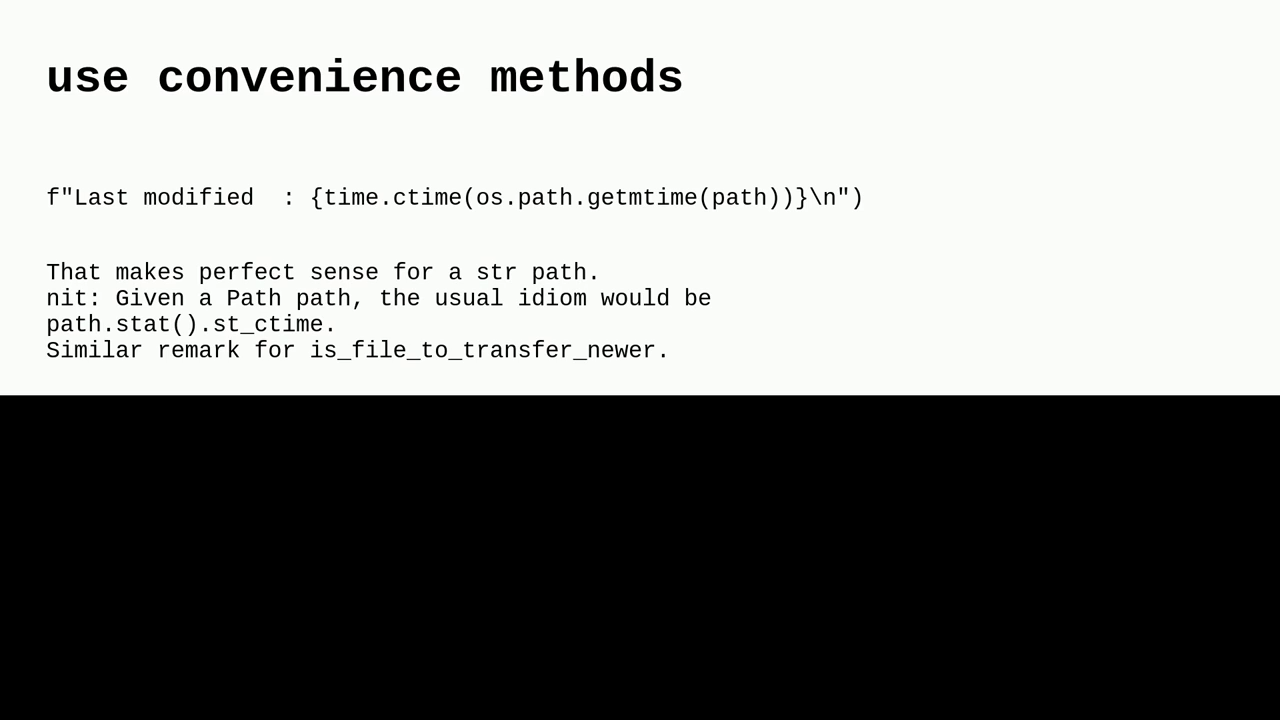 use convenience methods
f"Last modified  : {time.ctime(os.path.getmtime(path))}\n")
That makes perfect sense for a str path.
nit: Given a Path path, the usual idiom would be
path.stat().st_ctime.
Similar remark for is_file_to_transfer_newer.